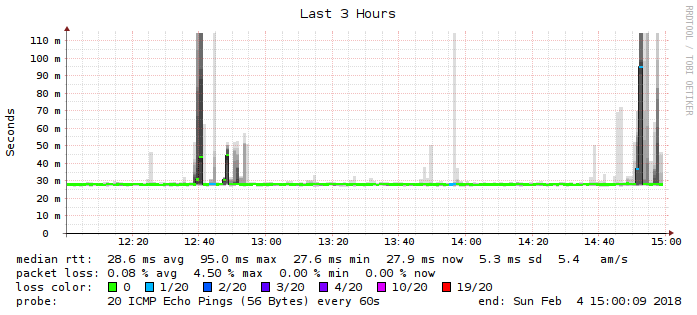 Last 3 Hours
RRDTOOL / TOBI OETIKER
Seconds
110 m
100 m
90 m
80 m
70 m
60 m
50 m
40 m
30 m
20 m
10 m
0
12:20 12:40 13:00 13:20 13:40 14:00 14:20 14:40 15:00
median rtt: 28.6 ms avg 95.0 ms max 27.6 ms min 27.9 ms now 5.3 ms sd 5.4 am/s
packet loss: 0.08 % avg 4.50 % max 0.00 % min 0.00 % now
loss color: 0 1/20 2/20 3/20 4/20 10/20 19/20
probe: 20 ICMP Echo Pings (56 Bytes) every 60s end: Sun Feb 4 15:00:09 2018